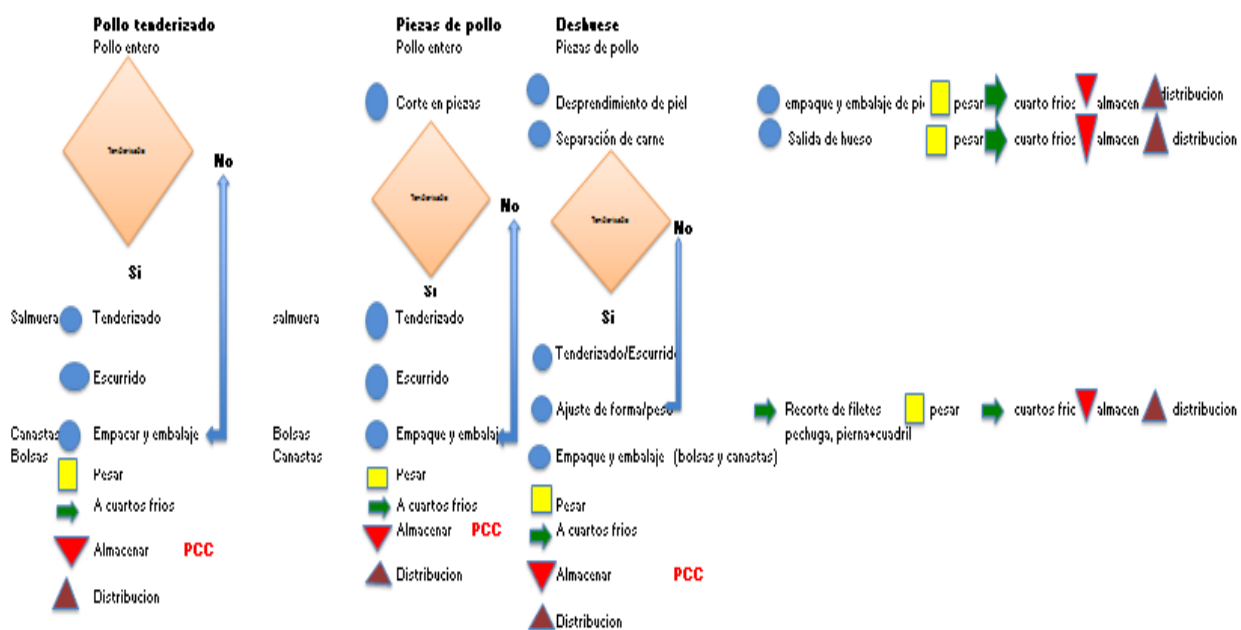 Pollo tenderizado
Pollo entero
Tenderizado
No
Si
Salmuera
Tenderizado
Escurrido
Canastas
Bolsas
Empacar y embalaje
Pesar
A cuartos frios
Almacenar PCC
Distribucion
Piezas de pollo
Pollo entero
Corte en piezas
Tenderizado
No
Si
salmuera
Tenderizado
Escurrido
Bolsas
Canastas
Empaque y embalaj
Pesar
A cuartos frios
Almacenar PCC
Distribucion
Deshuese
Piezas de pollo
Desprendimiento de piel
Separación de carne
Tenderizado
No
Si
Tenderizado/Escurrido
Ajuste de forma/peso
Empaque y embalaje (bolsas y canastas)
Pesar
A cuartos frios
Almacenar PCC
Distribucion
empaque y embalaje de pi pesar cuarto frios almacen distribucion
Salida de hueso pesar cuarto frios almacen distribucion
Recorte de filetes pesar cuartos fric almacen distribucion
pechuga, pierna+cuadril